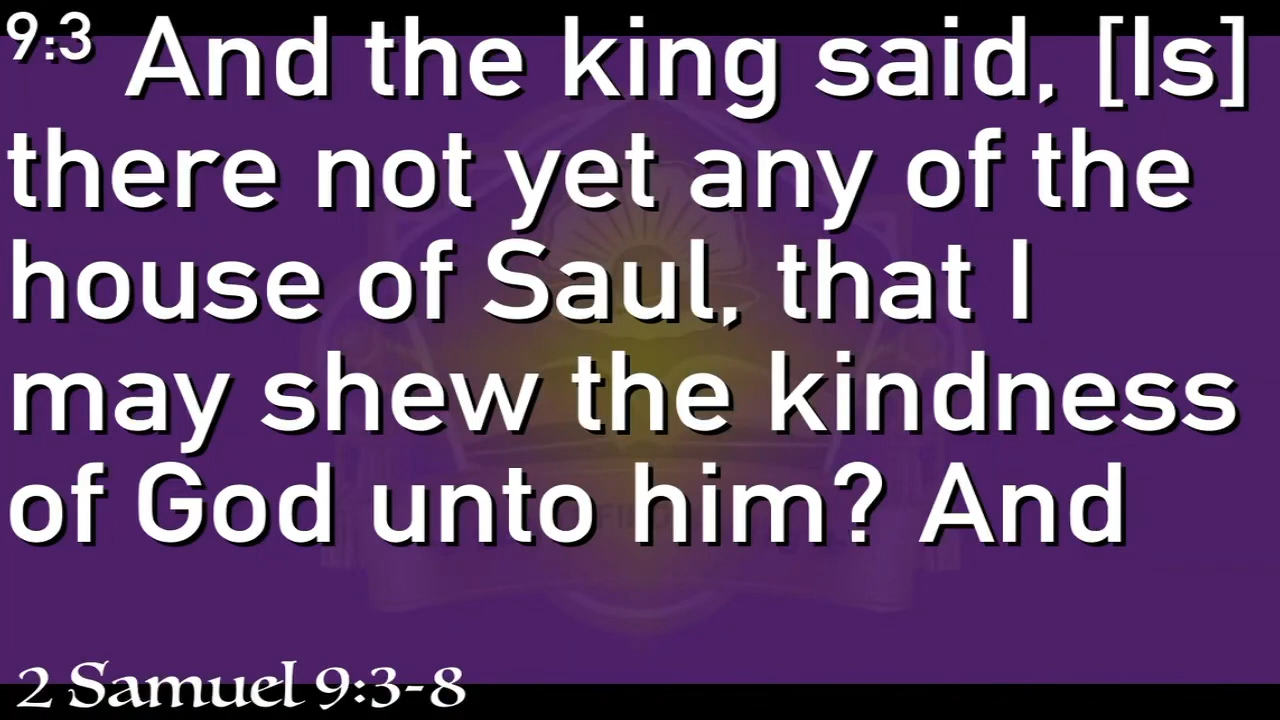 9:3 And the king said, [Is]
there not yet any of the
house of Saul, that I
may shew the kindness
of God unto him? And
2 Samuel 9:3-8